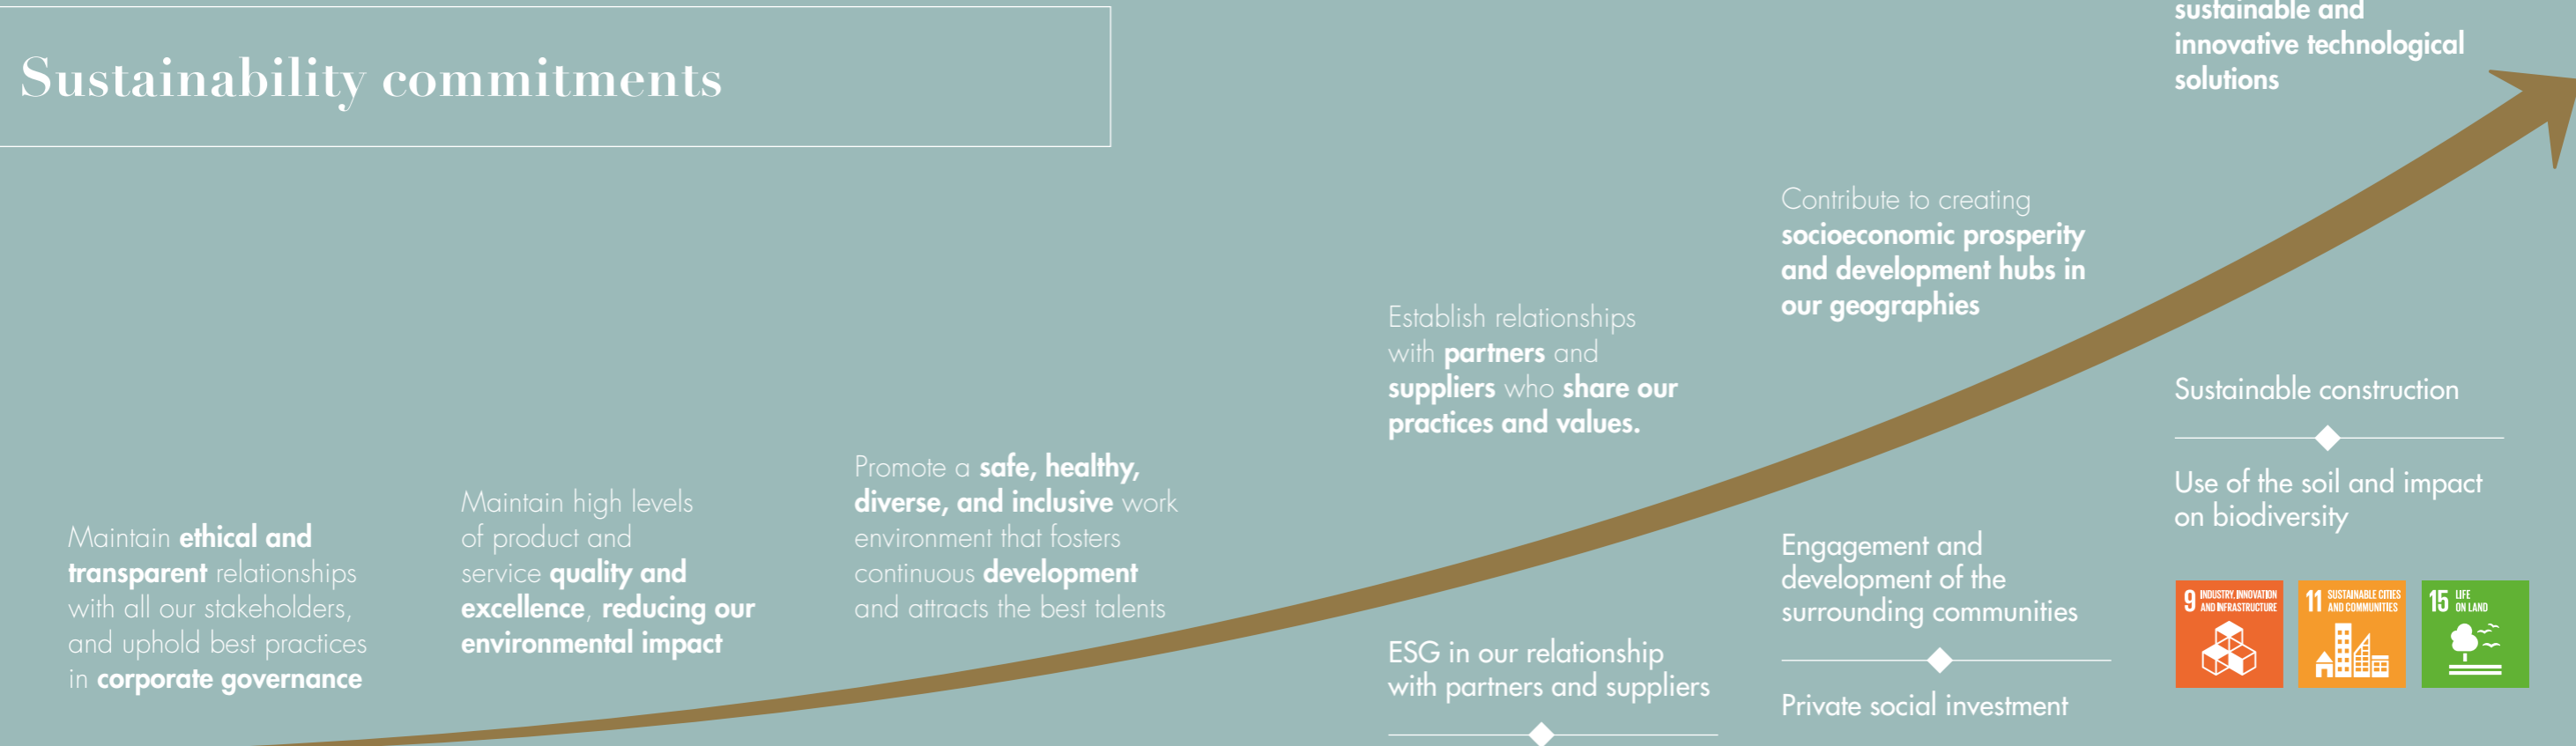 Sustainability commitments
Maintain ethical and
transparent relationships
with all our stakeholders,
and uphold best practices
in corporate governance
Maintain high levels
of product and
service quality and
excellence, reducing our
environmental impact
Promote a safe, healthy,
diverse, and inclusive work
environment that fosters
continuous development
and attracts the best talents
Establish relationships
with partners and
suppliers who share our
practices and values.
ESG in our relationship
with partners and suppliers
Contribute to creating
socioeconomic prosperity
and development hubs in
our geographies
Engagement and
development of the
surrounding communities
Private social investment
sustainable and
innovative technological
solutions
Sustainable construction
Use of the soil and impact
on biodiversity
9 INDUSTRY, INNOVATION
AND INFRASTRUCTURE
11 SUSTAINABLE CITIES
AND COMMUNITIES
15 LIFE
ON LAND